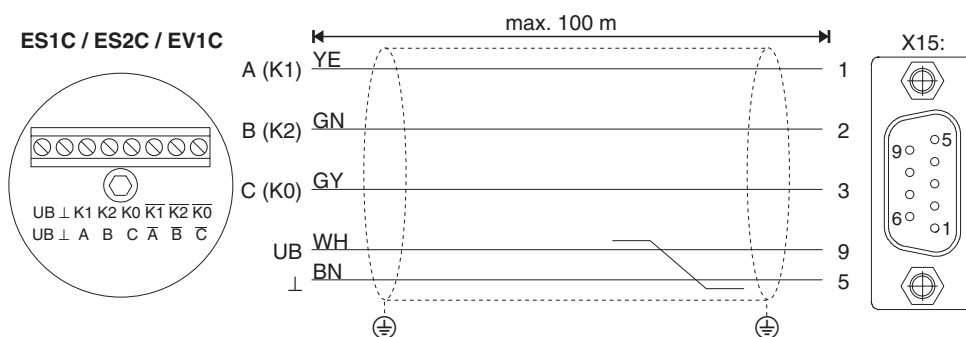 ES1C / ES2C / EV1C
max. 100 m
X15:
A (K1) YE 1
B (K2) GN 2
C (K0) GY 3
UB WH 9
⊥ BN 5
UB ⊥ K1 K2 K0 K̅1̅ K̅2̅ K̅0̅
UB ⊥ A B C A̅ B̅ C̅
9 5
6 1